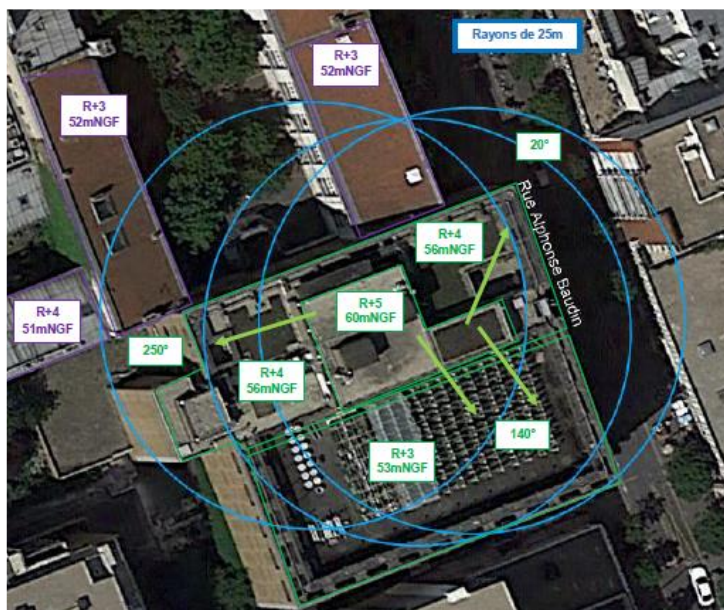 Rayons de 25m
R+3
52mNGF
R+3
52mNGF
20°
Rue Alphonse Baudin
R+4
56mNGF
R+4
51mNGF
R+5
60mNGF
250°
R+4
56mNGF
140°
R+3
53mNGF